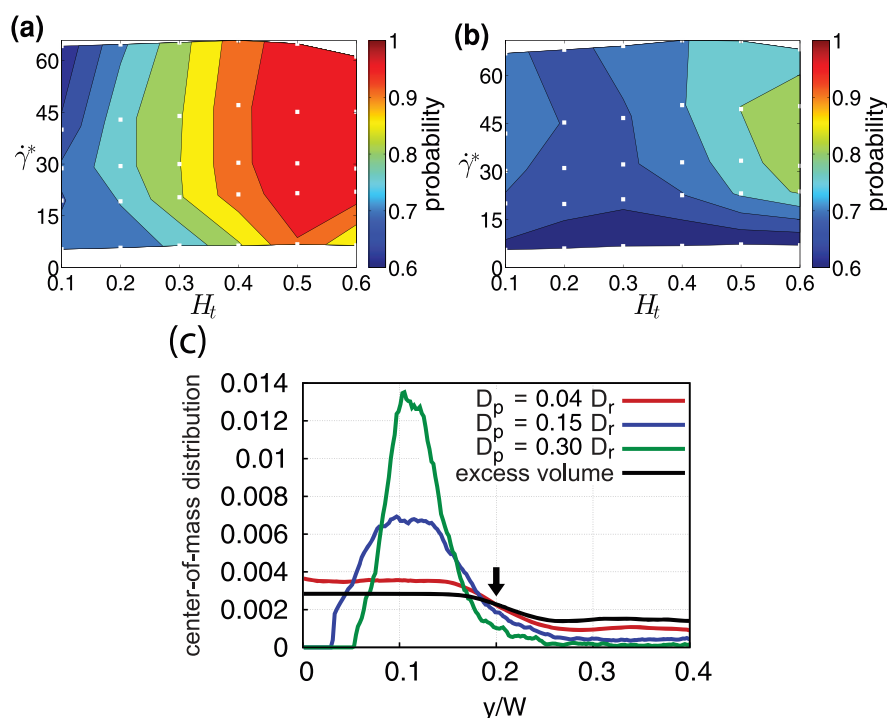 (a)
60
45
30
15
0
γ̇*
0.1 0.2 0.3 0.4 0.5 0.6
H_t
1
0.9
0.8
0.7
0.6
probability
(b)
60
45
30
15
0
γ̇*
0.1 0.2 0.3 0.4 0.5 0.6
H_t
1
0.9
0.8
0.7
0.6
probability
(c)
center-of-mass distribution
0.014
0.012
0.01
0.008
0.006
0.004
0.002
0
D_p = 0.04 D_r
D_p = 0.15 D_r
D_p = 0.30 D_r
excess volume
0 0.1 0.2 0.3 0.4
y/W